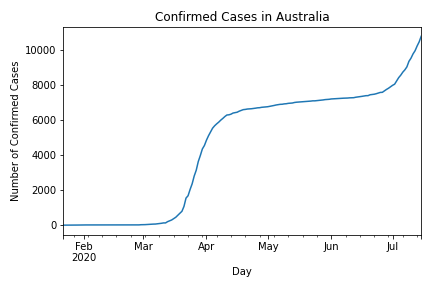 Confirmed Cases in Australia
10000
8000
6000
4000
2000
0
Number of Confirmed Cases
Feb Mar Apr May Jun Jul
2020
Day